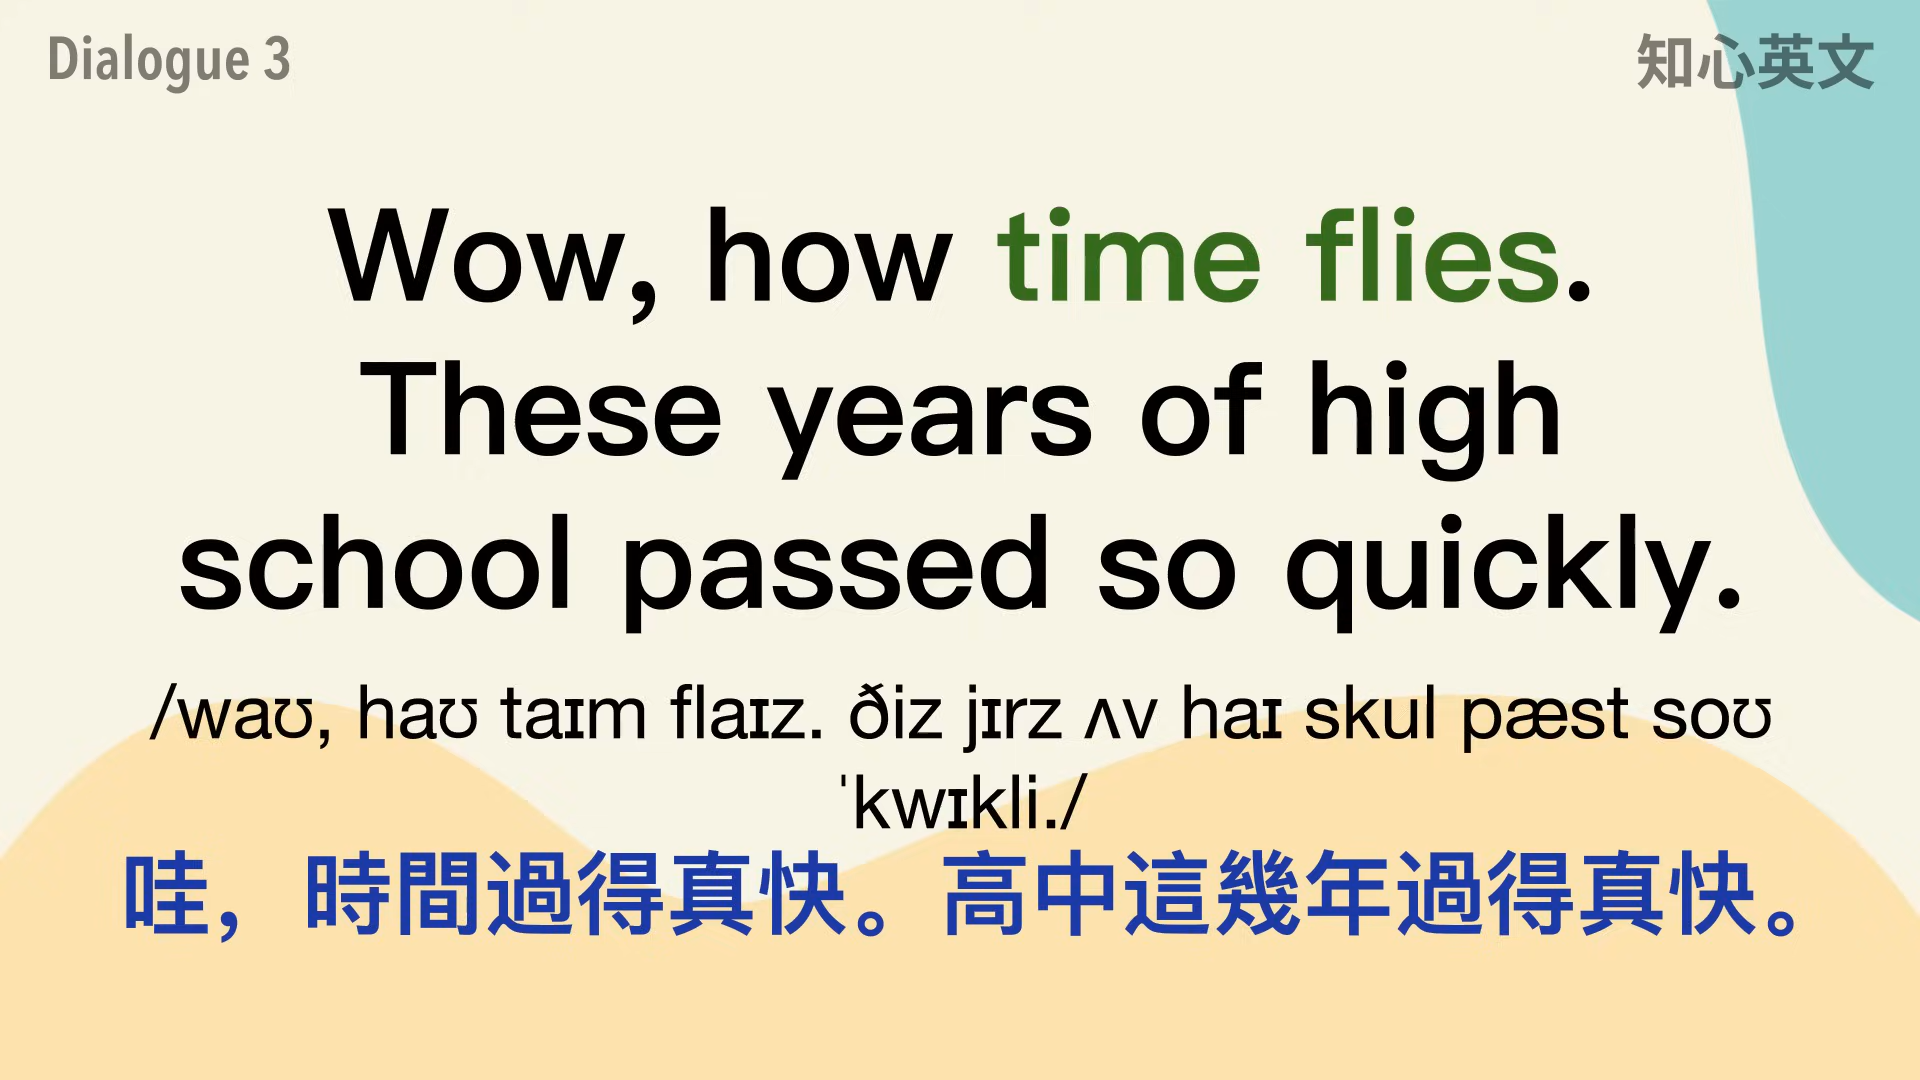 Dialogue 3
知心英文
Wow, how time flies.
These years of high
school passed so quickly.
/waʊ, haʊ taɪm flaɪz. ðiz jɪrz ʌv haɪ skul pæst soʊ
ˈkwɪkli./
哇，時間過得真快。高中這幾年過得真快。